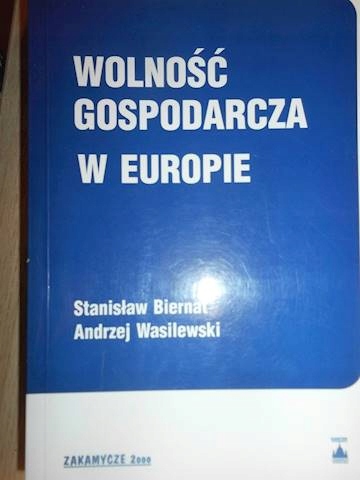 WOLNOŚĆ
GOSPODARCZA
W EUROPIE
Stanisław Biernat
Andrzej Wasilewski
ZAKAMYCZE 2000